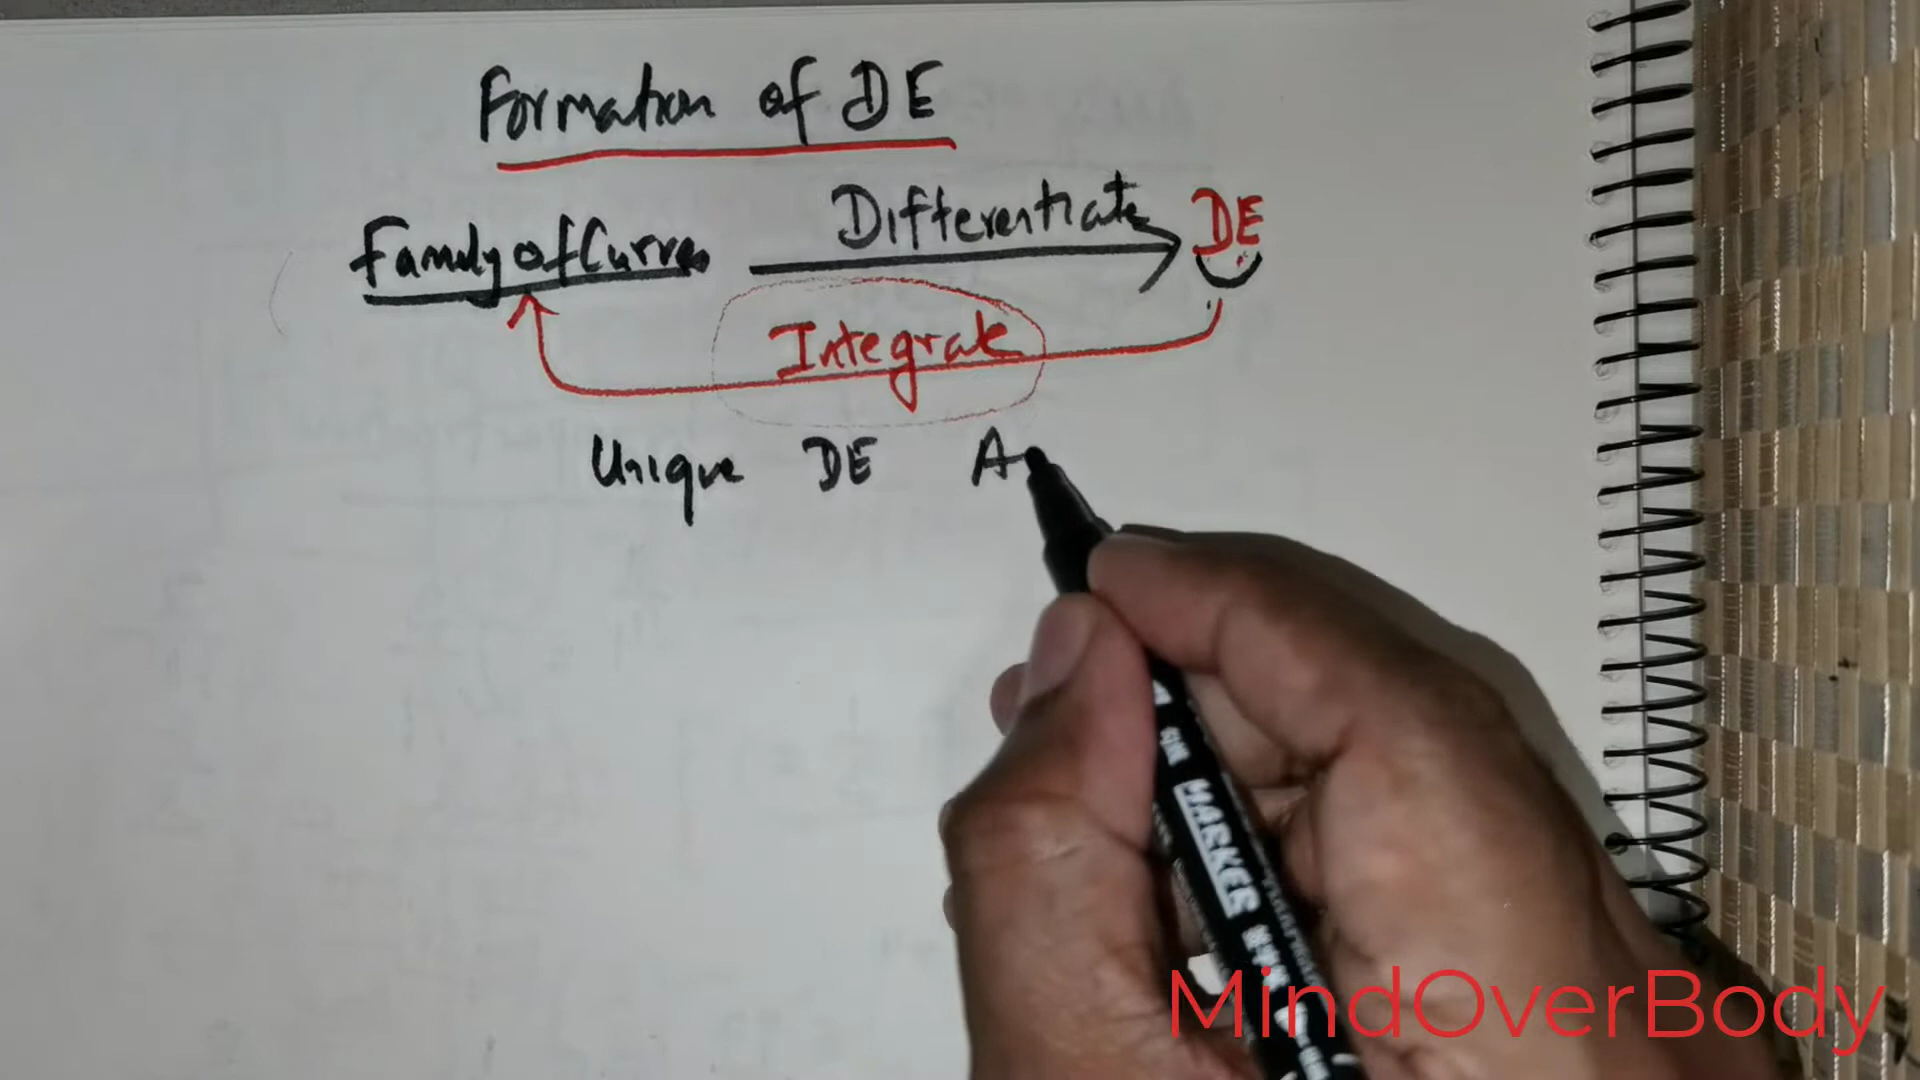 Formation of DE
Family of Curves Differentiate DE
Integrate
Unique DE A
MARKER
MindOverBody